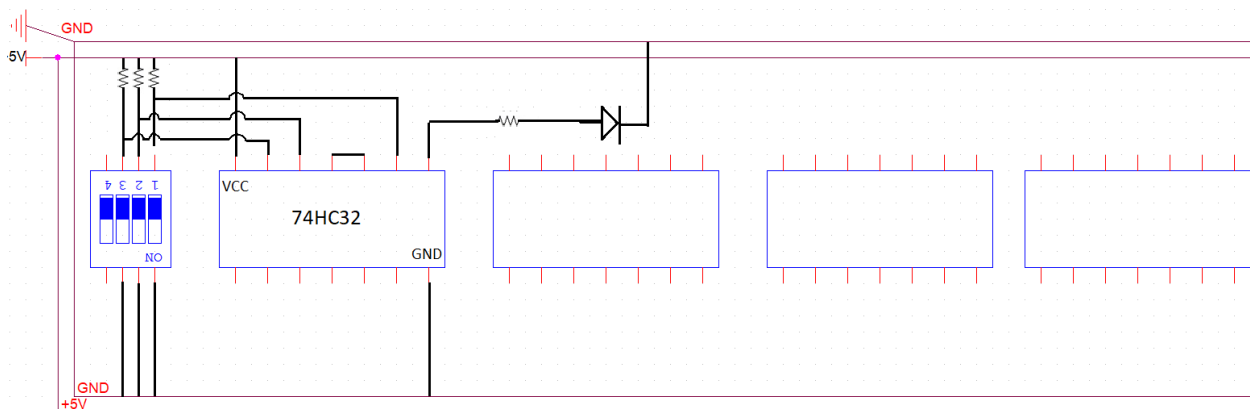 GND
5V
4 3 2 1
VCC
74HC32
GND
ON
GND
+5V